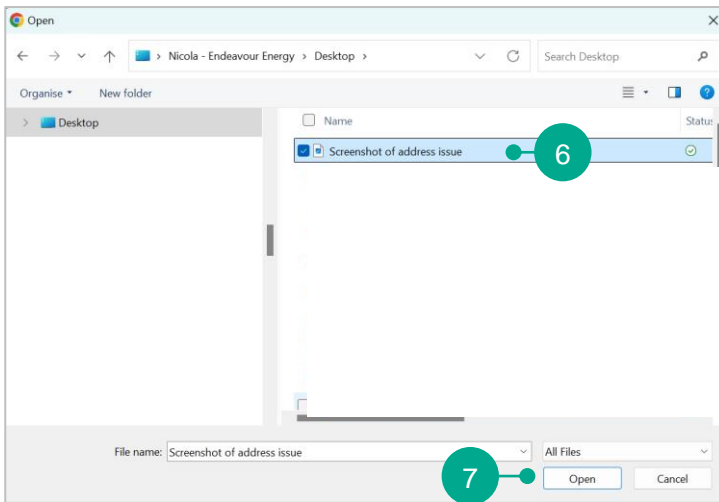 Open
Nicola - Endeavour Energy > Desktop >
Search Desktop
Organise
New folder
Desktop
Name
Status
Screenshot of address issue
6
File name: Screenshot of address issue
All Files
7
Open
Cancel